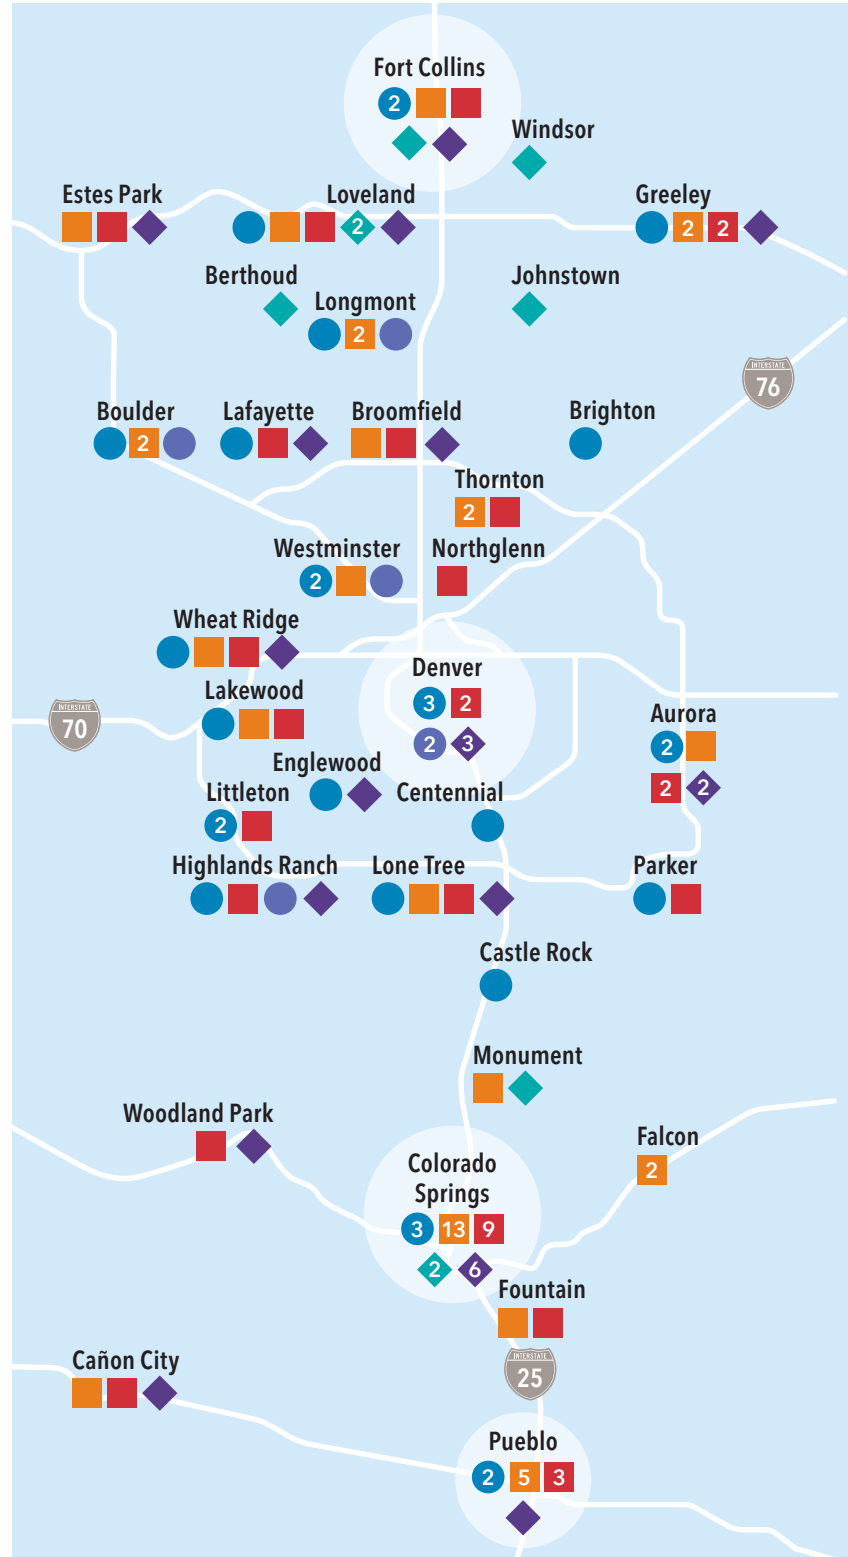 Fort Collins
2
Windsor
Estes Park
Loveland
2
Greeley
2 2
Berthoud
Johnstown
Longmont
2
INTERSTATE
76
Boulder
2
Lafayette
Broomfield
Brighton
Thornton
2
Westminster
2
Northglenn
Wheat Ridge
Denver
3 2
2 3
Lakewood
INTERSTATE
70
Aurora
2
2 2
Englewood
Littleton
2
Centennial
Highlands Ranch
Lone Tree
Parker
Castle Rock
Monument
Woodland Park
Falcon
2
Colorado
Springs
3 13 9
2 6
Fountain
INTERSTATE
25
Cañon City
Pueblo
2 5 3